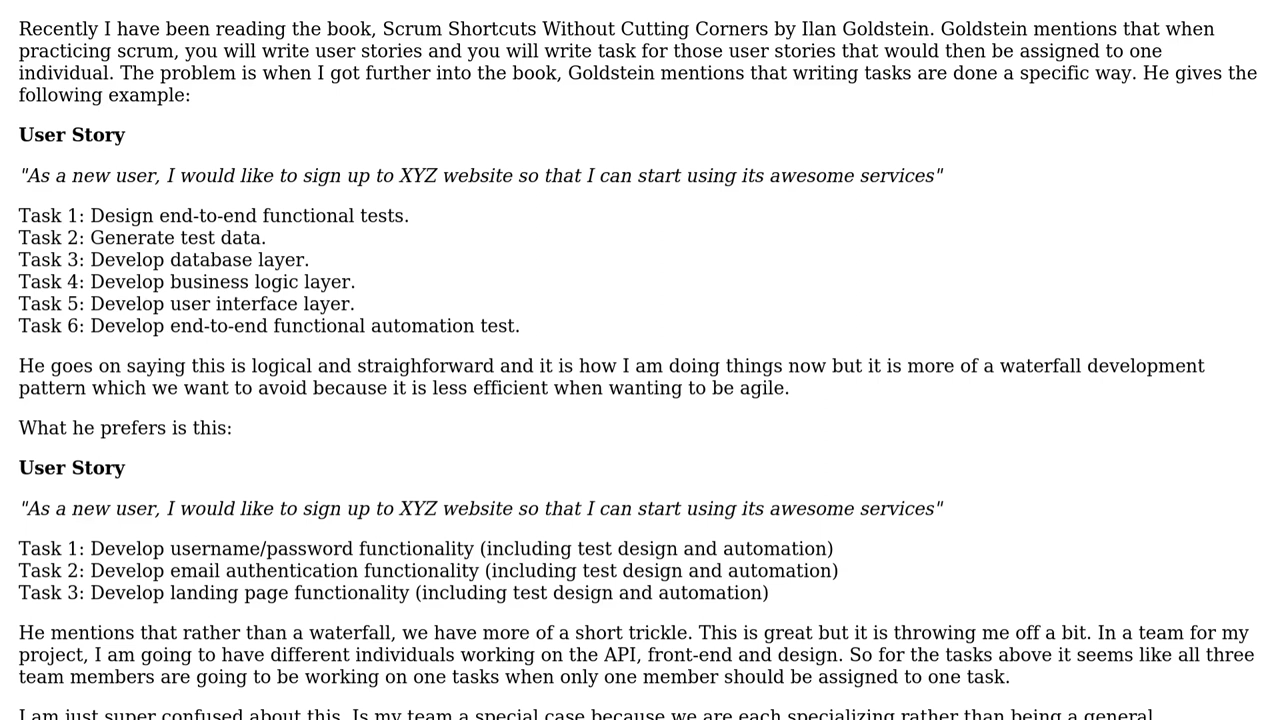 Recently I have been reading the book, Scrum Shortcuts Without Cutting Corners by Ilan Goldstein. Goldstein mentions that when
practicing scrum, you will write user stories and you will write task for those user stories that would then be assigned to one
individual. The problem is when I got further into the book, Goldstein mentions that writing tasks are done a specific way. He gives the
following example:
User Story
"As a new user, I would like to sign up to XYZ website so that I can start using its awesome services"
Task 1: Design end-to-end functional tests.
Task 2: Generate test data.
Task 3: Develop database layer.
Task 4: Develop business logic layer.
Task 5: Develop user interface layer.
Task 6: Develop end-to-end functional automation test.
He goes on saying this is logical and straighforward and it is how I am doing things now but it is more of a waterfall development
pattern which we want to avoid because it is less efficient when wanting to be agile.
What he prefers is this:
User Story
"As a new user, I would like to sign up to XYZ website so that I can start using its awesome services"
Task 1: Develop username/password functionality (including test design and automation)
Task 2: Develop email authentication functionality (including test design and automation)
Task 3: Develop landing page functionality (including test design and automation)
He mentions that rather than a waterfall, we have more of a short trickle. This is great but it is throwing me off a bit. In a team for my
project, I am going to have different individuals working on the API, front-end and design. So for the tasks above it seems like all three
team members are going to be working on one tasks when only one member should be assigned to one task.
I am just super confused about this. Is my team a special case because we are each specializing rather than being a general